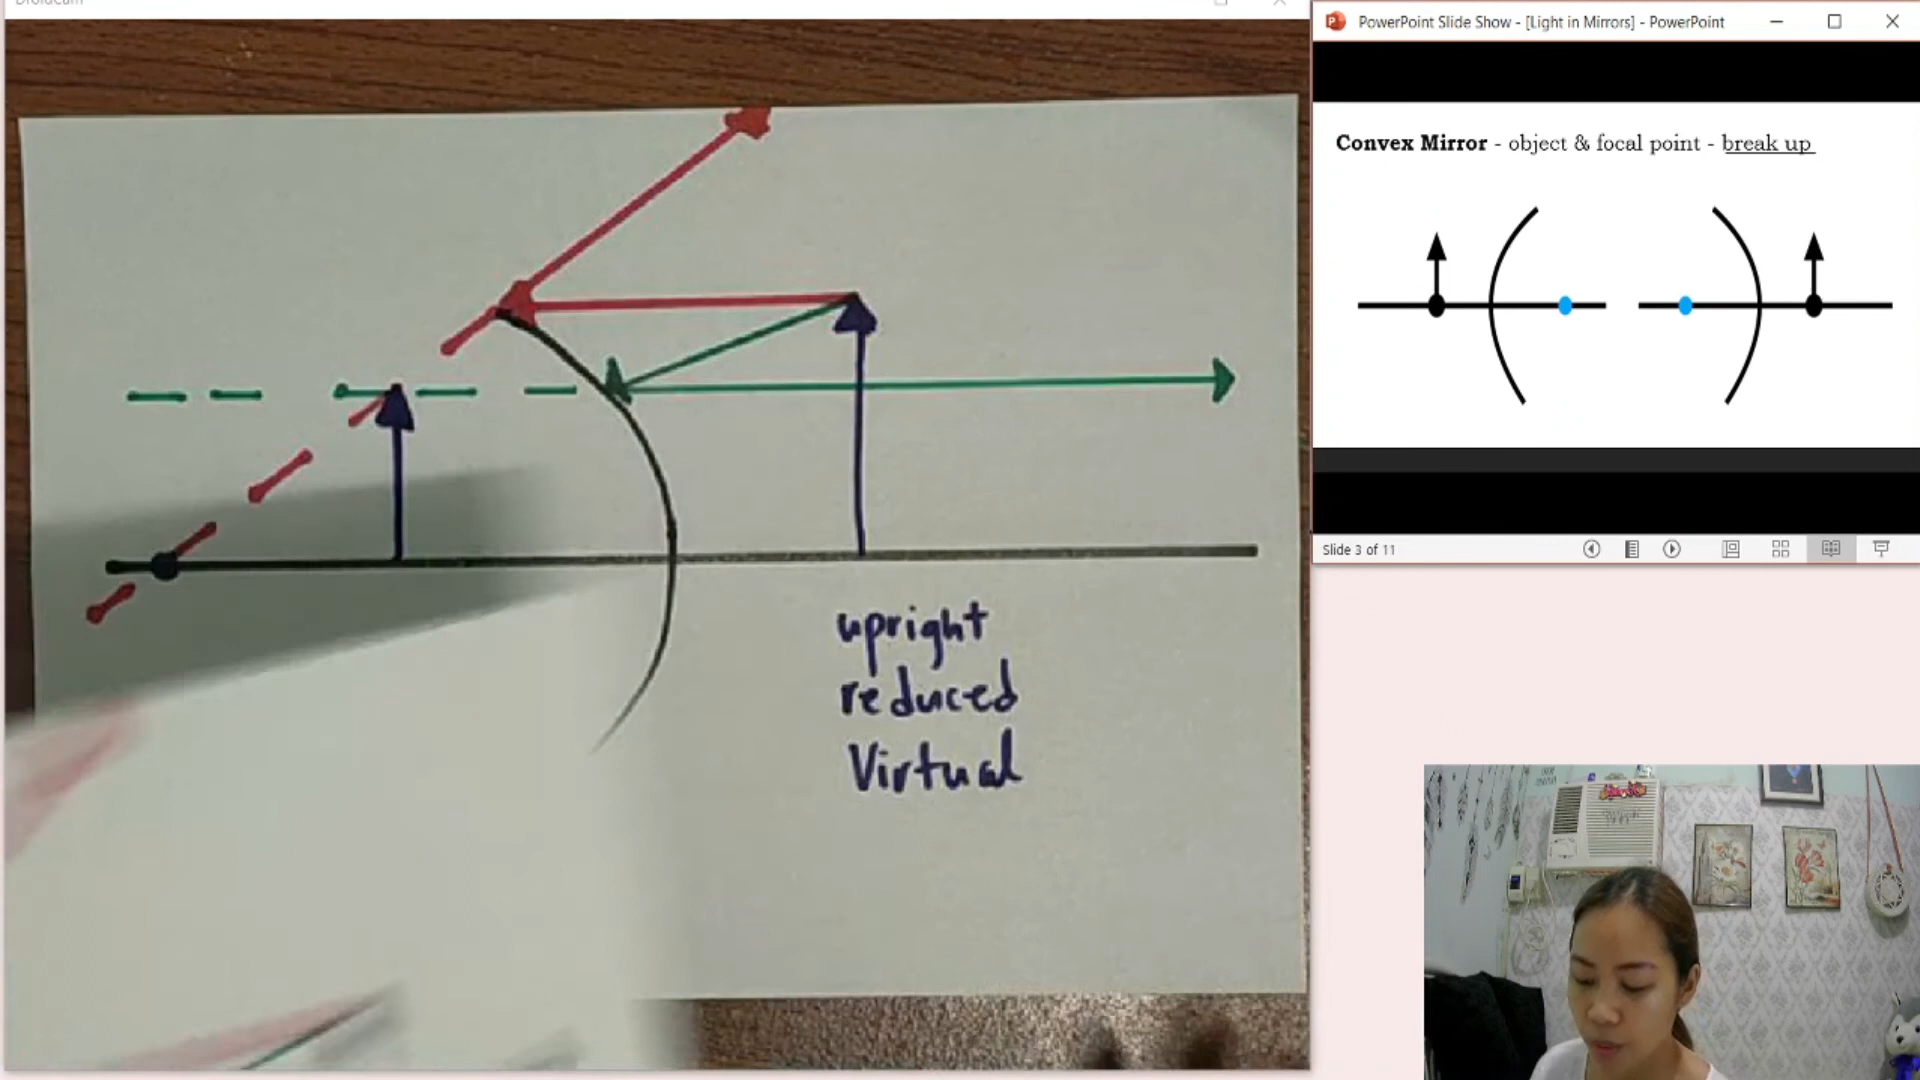 DroidCam
PowerPoint Slide Show - [Light in Mirrors] - PowerPoint
Convex Mirror - object & focal point - break up
Slide 3 of 11
upright
reduced
Virtual